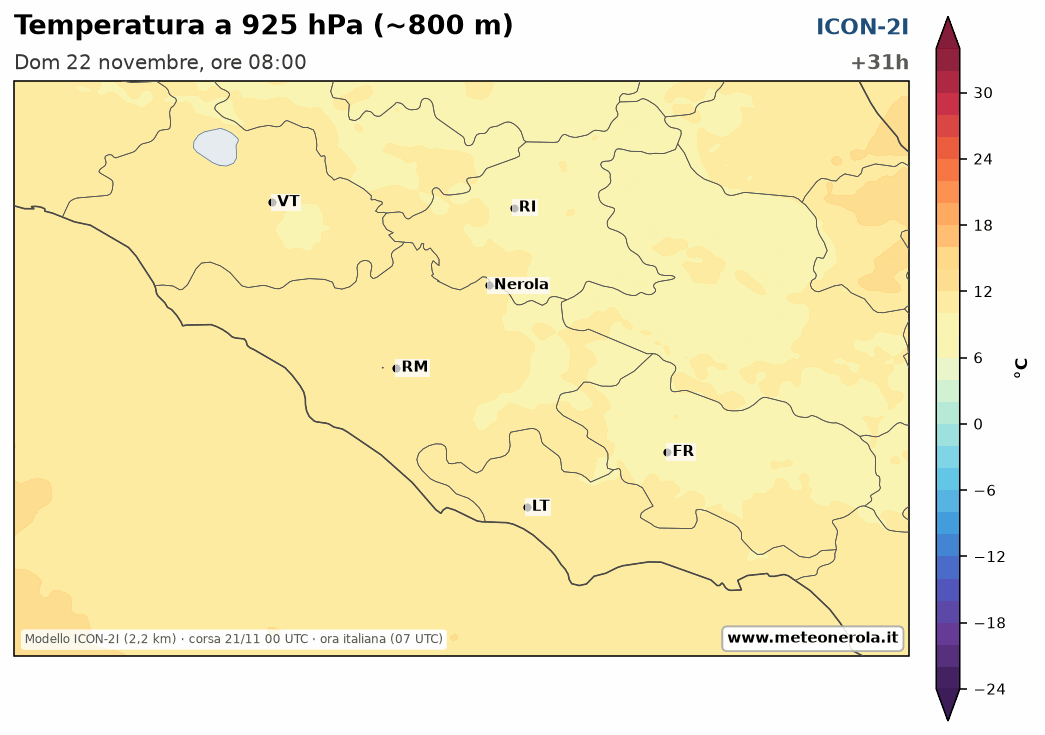 Temperatura a 925 hPa (~800 m)
ICON-2I
Dom 22 novembre, ore 08:00
+31h
VT
RI
Nerola
RM
FR
LT
30
24
18
12
6
0
−6
−12
−18
−24
°C
Modello ICON-2I (2,2 km) · corsa 21/11 00 UTC · ora italiana (07 UTC)
www.meteonerola.it